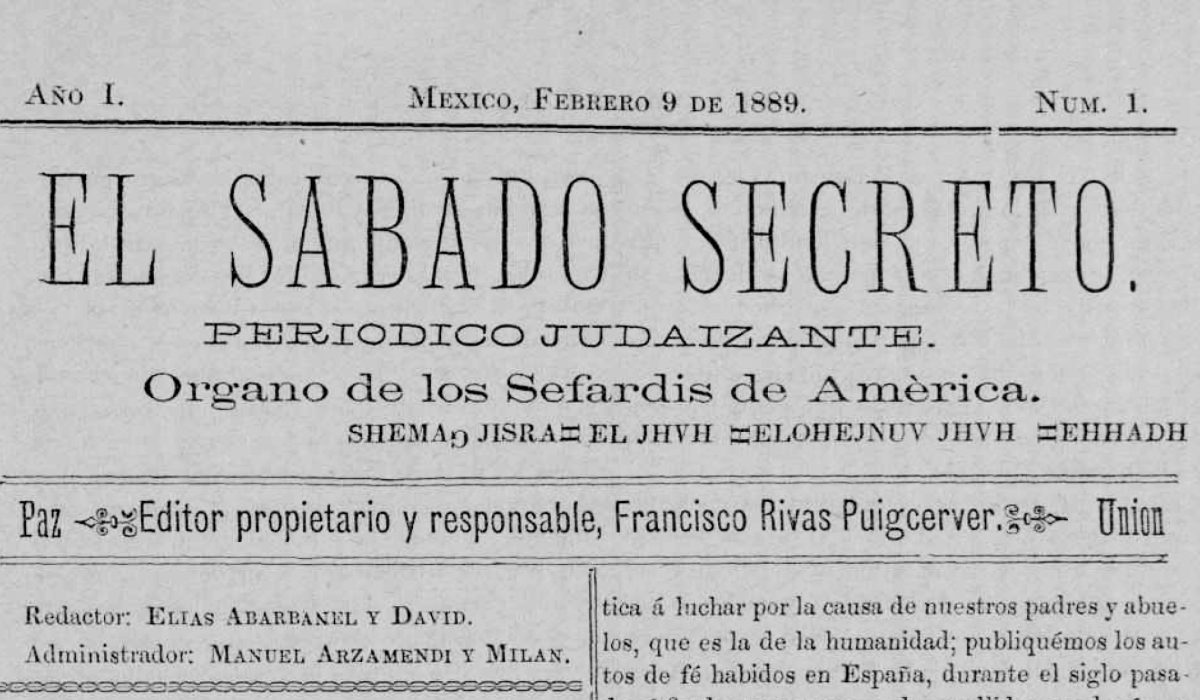 Año I. Mexico, Febrero 9 de 1889. Num. 1.
EL SABADO SECRETO.
PERIODICO JUDAIZANTE.
Organo de los Sefardis de Amèrica.
SHEMA JISRA EL JHVH ELOHEJNUV JHVH EHHADH
Paz Editor propietario y responsable, Francisco Rivas Puigcerver. Union
Redactor: Elias Abarbanel y David.
Administrador: Manuel Arzamendi y Milan.
tica á luchar por la causa de nuestros padres y abue-
los, que es la de la humanidad; publiquémos los au-
tos de fé habidos en España, durante el siglo pasa-